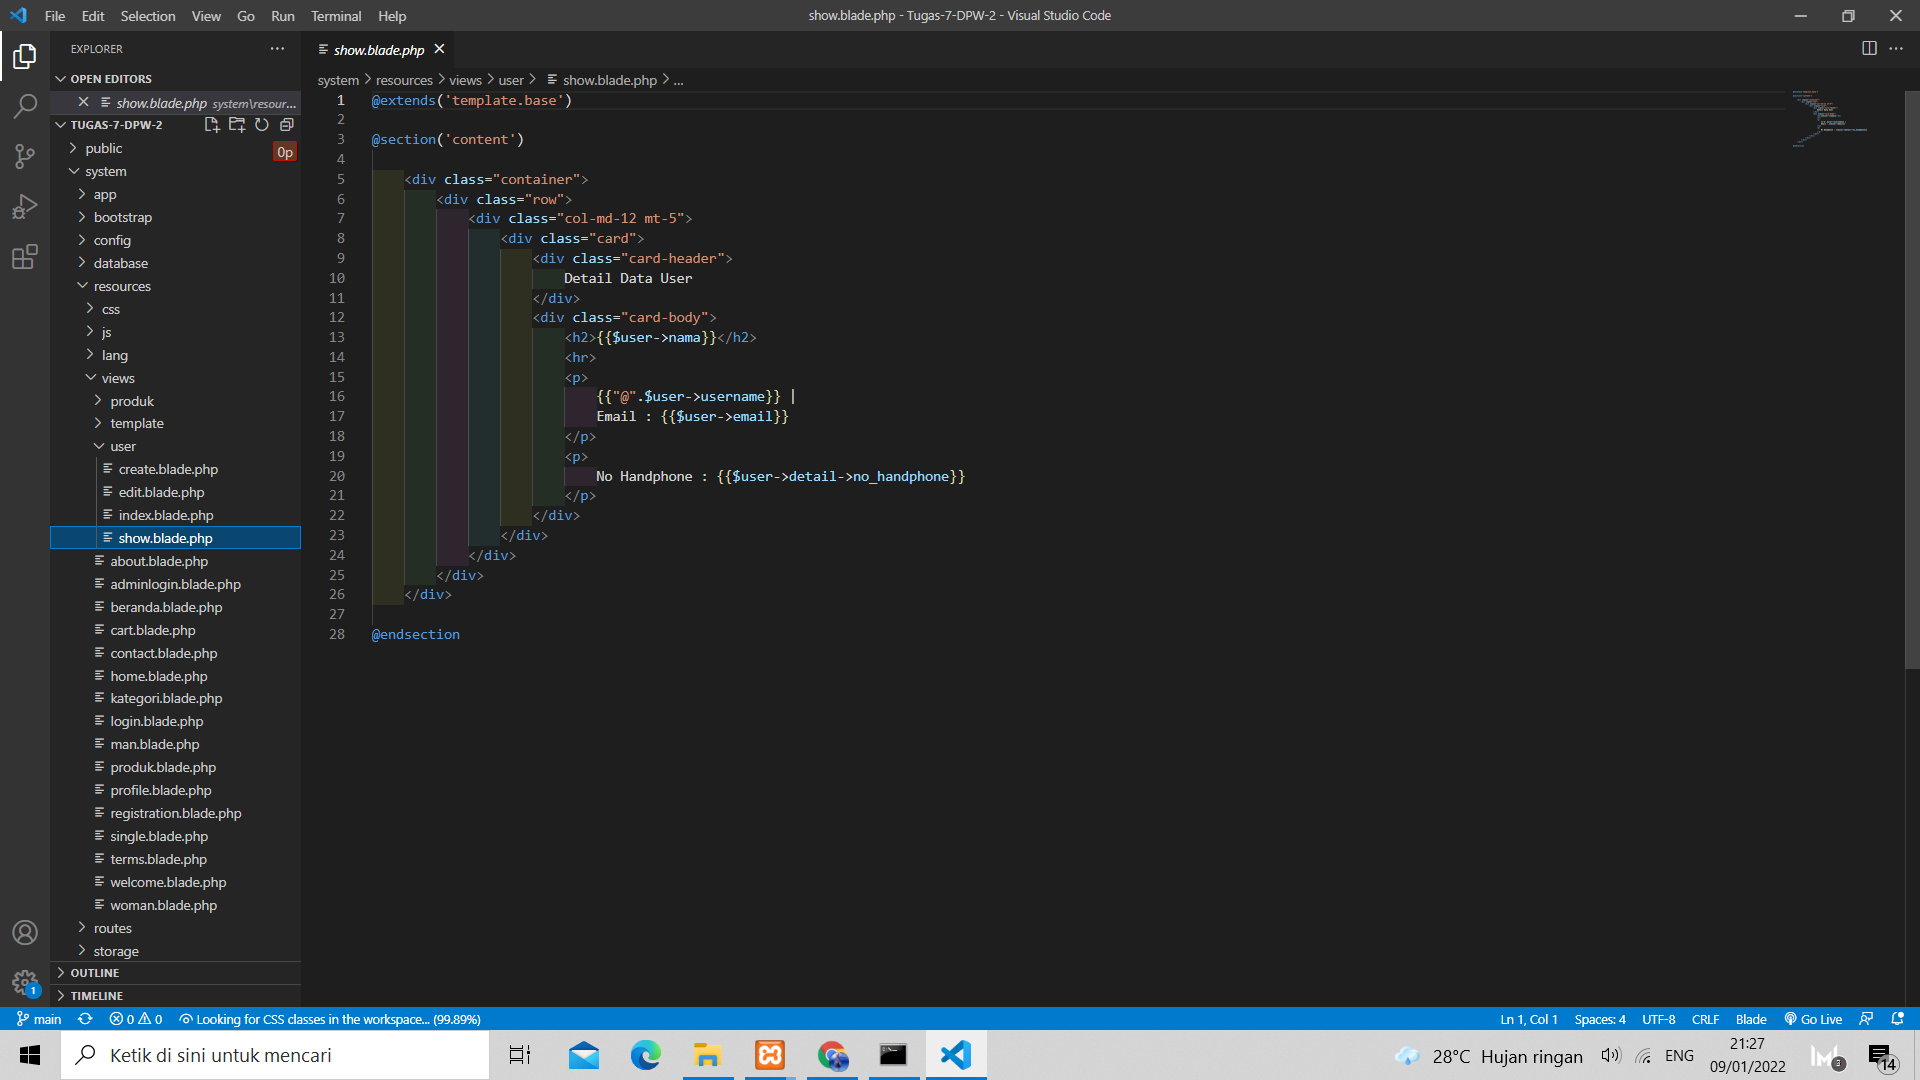 File Edit Selection View Go Run Terminal Help
show.blade.php - Tugas-7-DPW-2 - Visual Studio Code
EXPLORER
OPEN EDITORS
show.blade.php system\resour...
TUGAS-7-DPW-2
public
0p
system
app
bootstrap
config
database
resources
css
js
lang
views
produk
template
user
create.blade.php
edit.blade.php
index.blade.php
show.blade.php
about.blade.php
adminlogin.blade.php
beranda.blade.php
cart.blade.php
contact.blade.php
home.blade.php
kategori.blade.php
login.blade.php
man.blade.php
produk.blade.php
profile.blade.php
registration.blade.php
single.blade.php
terms.blade.php
welcome.blade.php
woman.blade.php
routes
storage
OUTLINE
TIMELINE
1
show.blade.php
system > resources > views > user > show.blade.php > ...
1 @extends('template.base')
2
3 @section('content')
4
5 <div class="container">
6 <div class="row">
7 <div class="col-md-12 mt-5">
8 <div class="card">
9 <div class="card-header">
10 Detail Data User
11 </div>
12 <div class="card-body">
13 <h2>{{$user->nama}}</h2>
14 <hr>
15 <p>
16 {{"@".$user->username}} |
17 Email : {{$user->email}}
18 </p>
19 <p>
20 No Handphone : {{$user->detail->no_handphone}}
21 </p>
22 </div>
23 </div>
24 </div>
25 </div>
26 </div>
27
28 @endsection
main 0 0 Looking for CSS classes in the workspace... (99.89%)
Ln 1, Col 1 Spaces: 4 UTF-8 CRLF Blade Go Live
Ketik di sini untuk mencari
28°C Hujan ringan ENG
21:27
09/01/2022
3
14